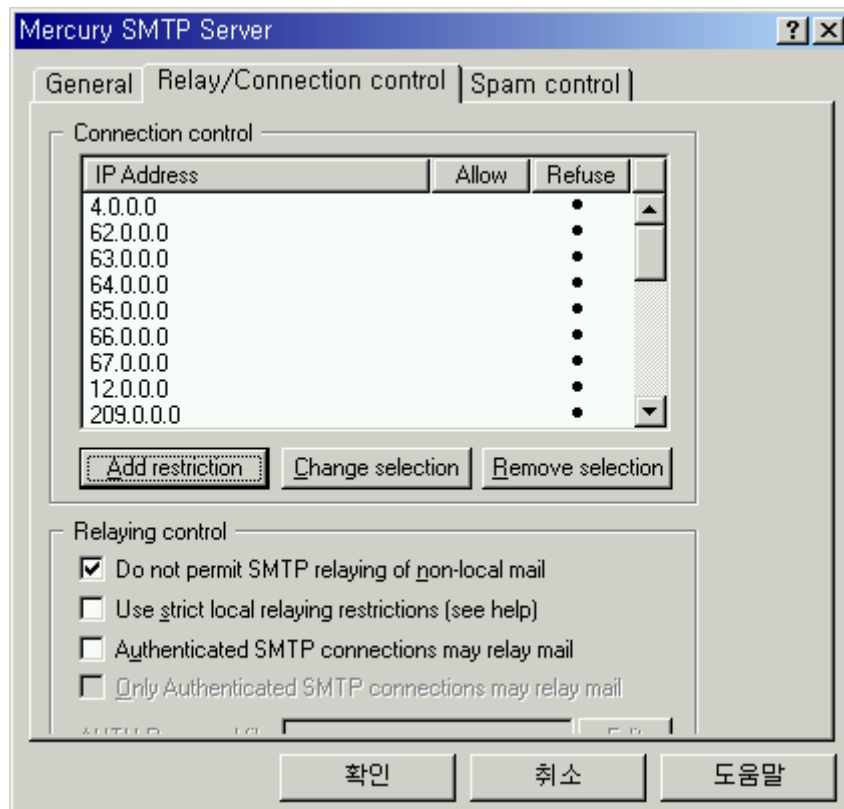 Mercury SMTP Server
General Relay/Connection control Spam control
Connection control
IP Address Allow Refuse
4.0.0.0
62.0.0.0
63.0.0.0
64.0.0.0
65.0.0.0
66.0.0.0
67.0.0.0
12.0.0.0
209.0.0.0
Add restriction Change selection Remove selection
Relaying control
Do not permit SMTP relaying of non-local mail
Use strict local relaying restrictions (see help)
Authenticated SMTP connections may relay mail
Only Authenticated SMTP connections may relay mail
확인 취소 도움말